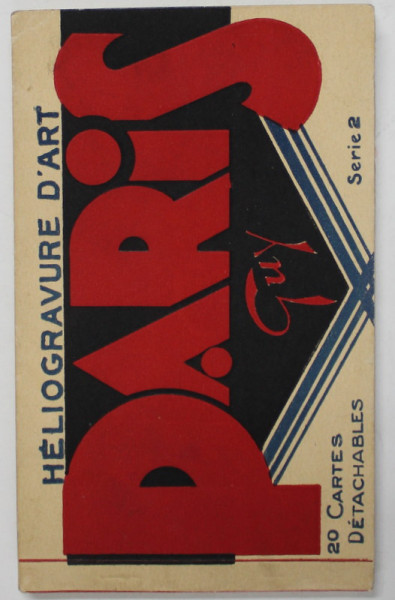 HÉLIOGRAVURE D'ART
PARiS
Guy
20 CARTES
DÉTACHABLES
Serie 2